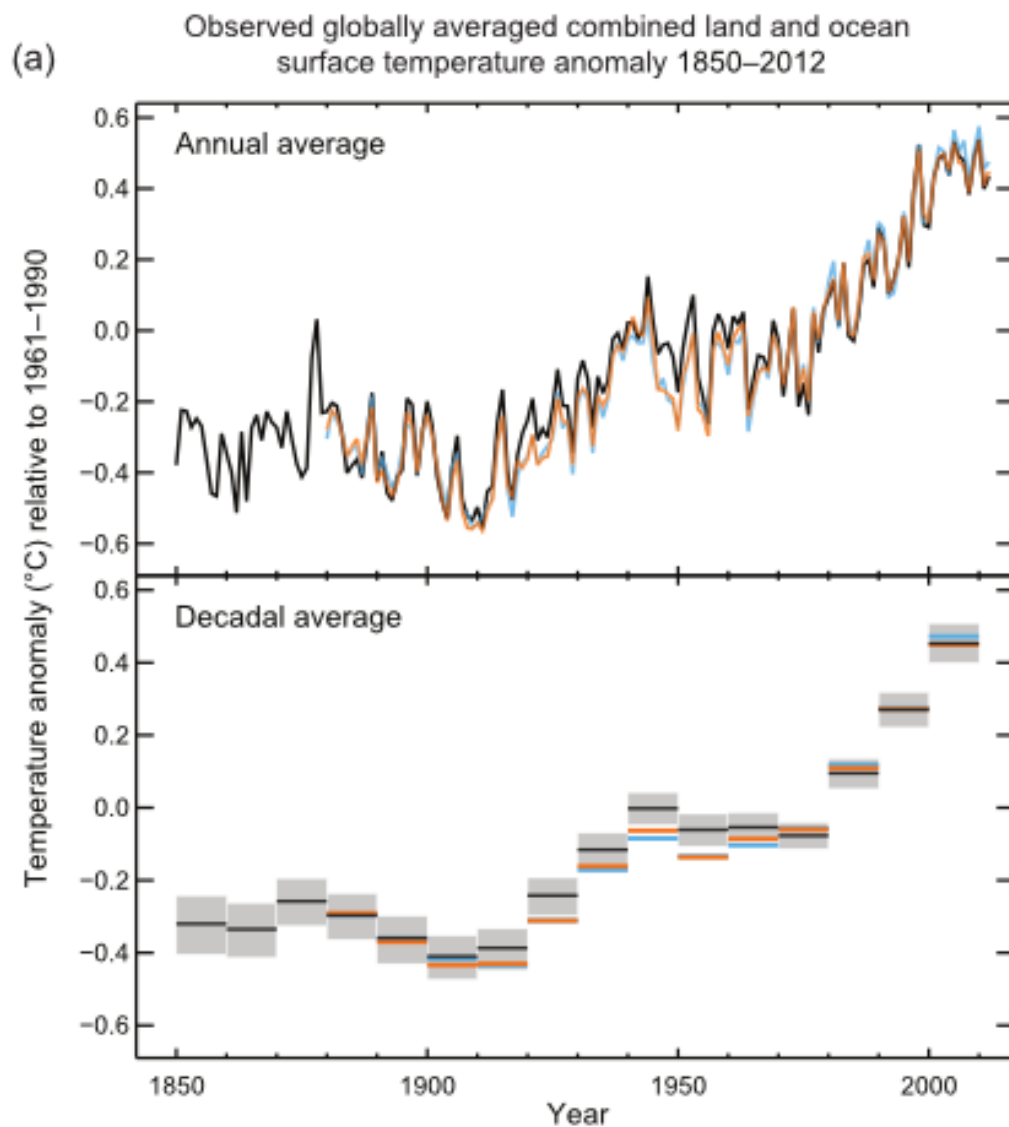 (a)
Observed globally averaged combined land and ocean
surface temperature anomaly 1850–2012
Temperature anomaly (°C) relative to 1961–1990
Annual average
0.6
0.4
0.2
0.0
−0.2
−0.4
−0.6
Decadal average
0.6
0.4
0.2
0.0
−0.2
−0.4
−0.6
1850 1900 1950 2000
Year